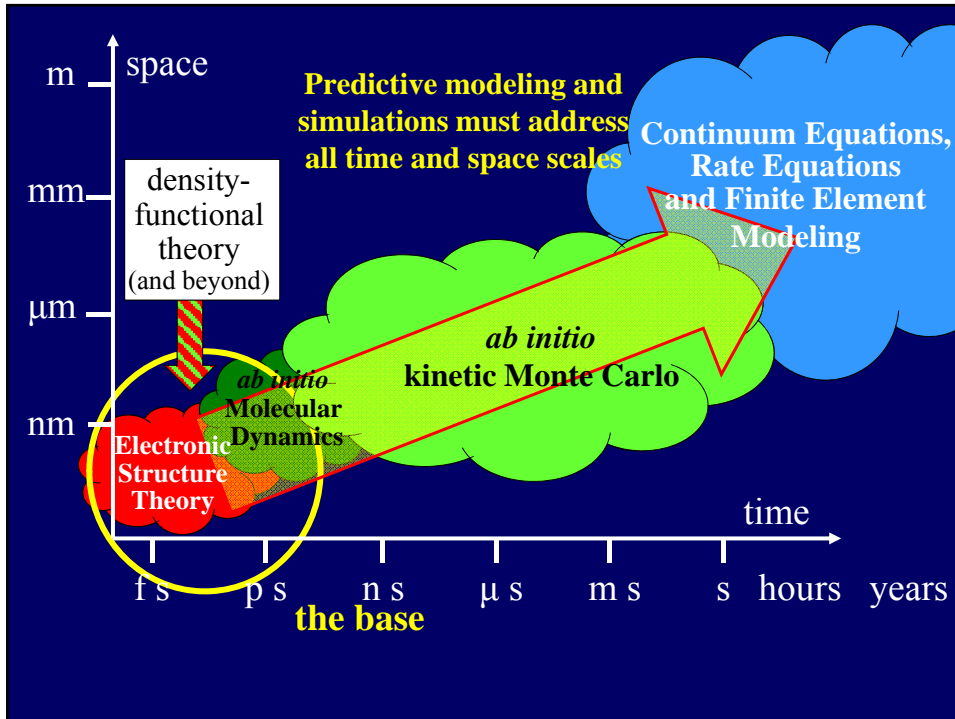 m
space
Predictive modeling and
simulations must address
all time and space scales
Continuum Equations,
Rate Equations
and Finite Element
Modeling
mm
density-
functional
theory
(and beyond)
µm
ab initio
kinetic Monte Carlo
ab initio
Molecular
Dynamics
nm
Electronic
Structure
Theory
time
f s
p s
n s
µ s
m s
s
hours
years
the base